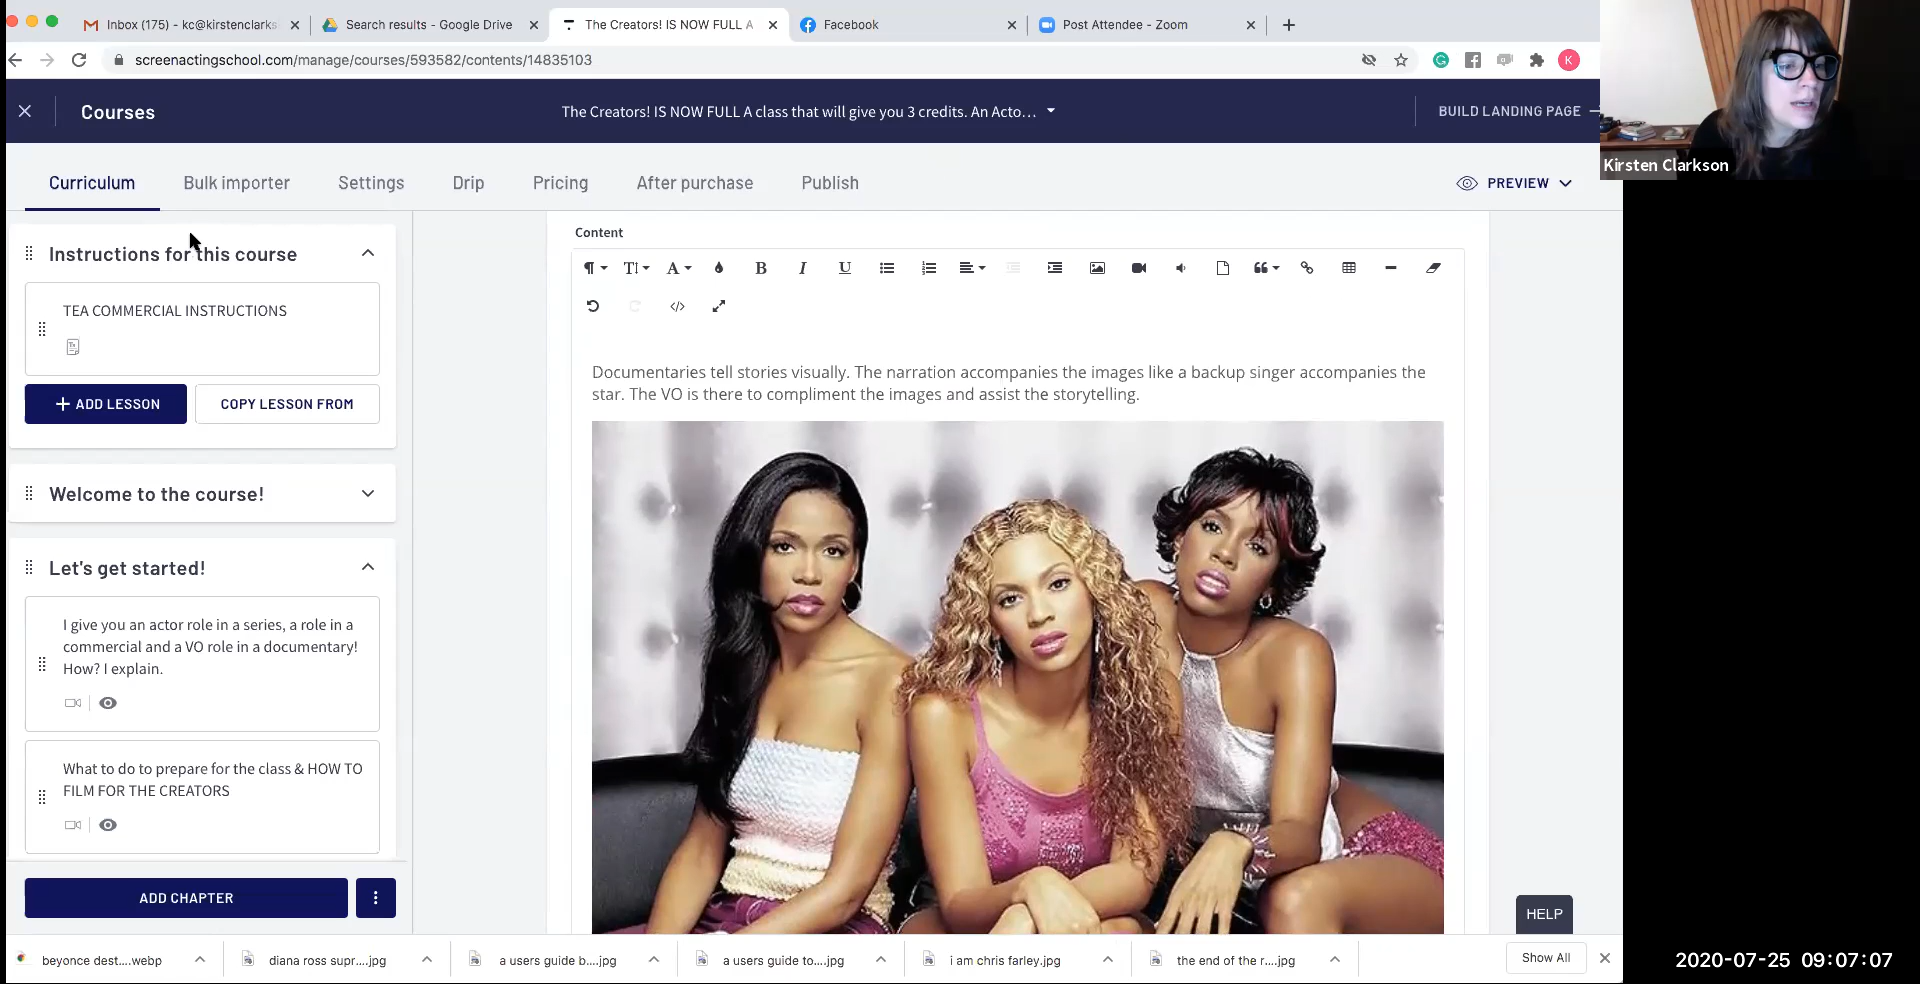 Inbox (175) - kc@kirstenclarks
Search results - Google Drive
The Creators! IS NOW FULL A
Facebook
Post Attendee - Zoom
screenactingschool.com/manage/courses/593582/contents/14835103
K
Courses
The Creators! IS NOW FULL A class that will give you 3 credits. An Acto...
BUILD LANDING PAGE
Kirsten Clarkson
Curriculum
Bulk importer
Settings
Drip
Pricing
After purchase
Publish
PREVIEW
Instructions for this course
TEA COMMERCIAL INSTRUCTIONS
+ ADD LESSON
COPY LESSON FROM
Welcome to the course!
Let's get started!
I give you an actor role in a series, a role in a
commercial and a VO role in a documentary!
How? I explain.
What to do to prepare for the class & HOW TO
FILM FOR THE CREATORS
ADD CHAPTER
Content
Documentaries tell stories visually. The narration accompanies the images like a backup singer accompanies the
star. The VO is there to compliment the images and assist the storytelling.
HELP
beyonce dest....webp
diana ross supr....jpg
a users guide b....jpg
a users guide to....jpg
i am chris farley.jpg
the end of the r....jpg
Show All
2020-07-25 09:07:07